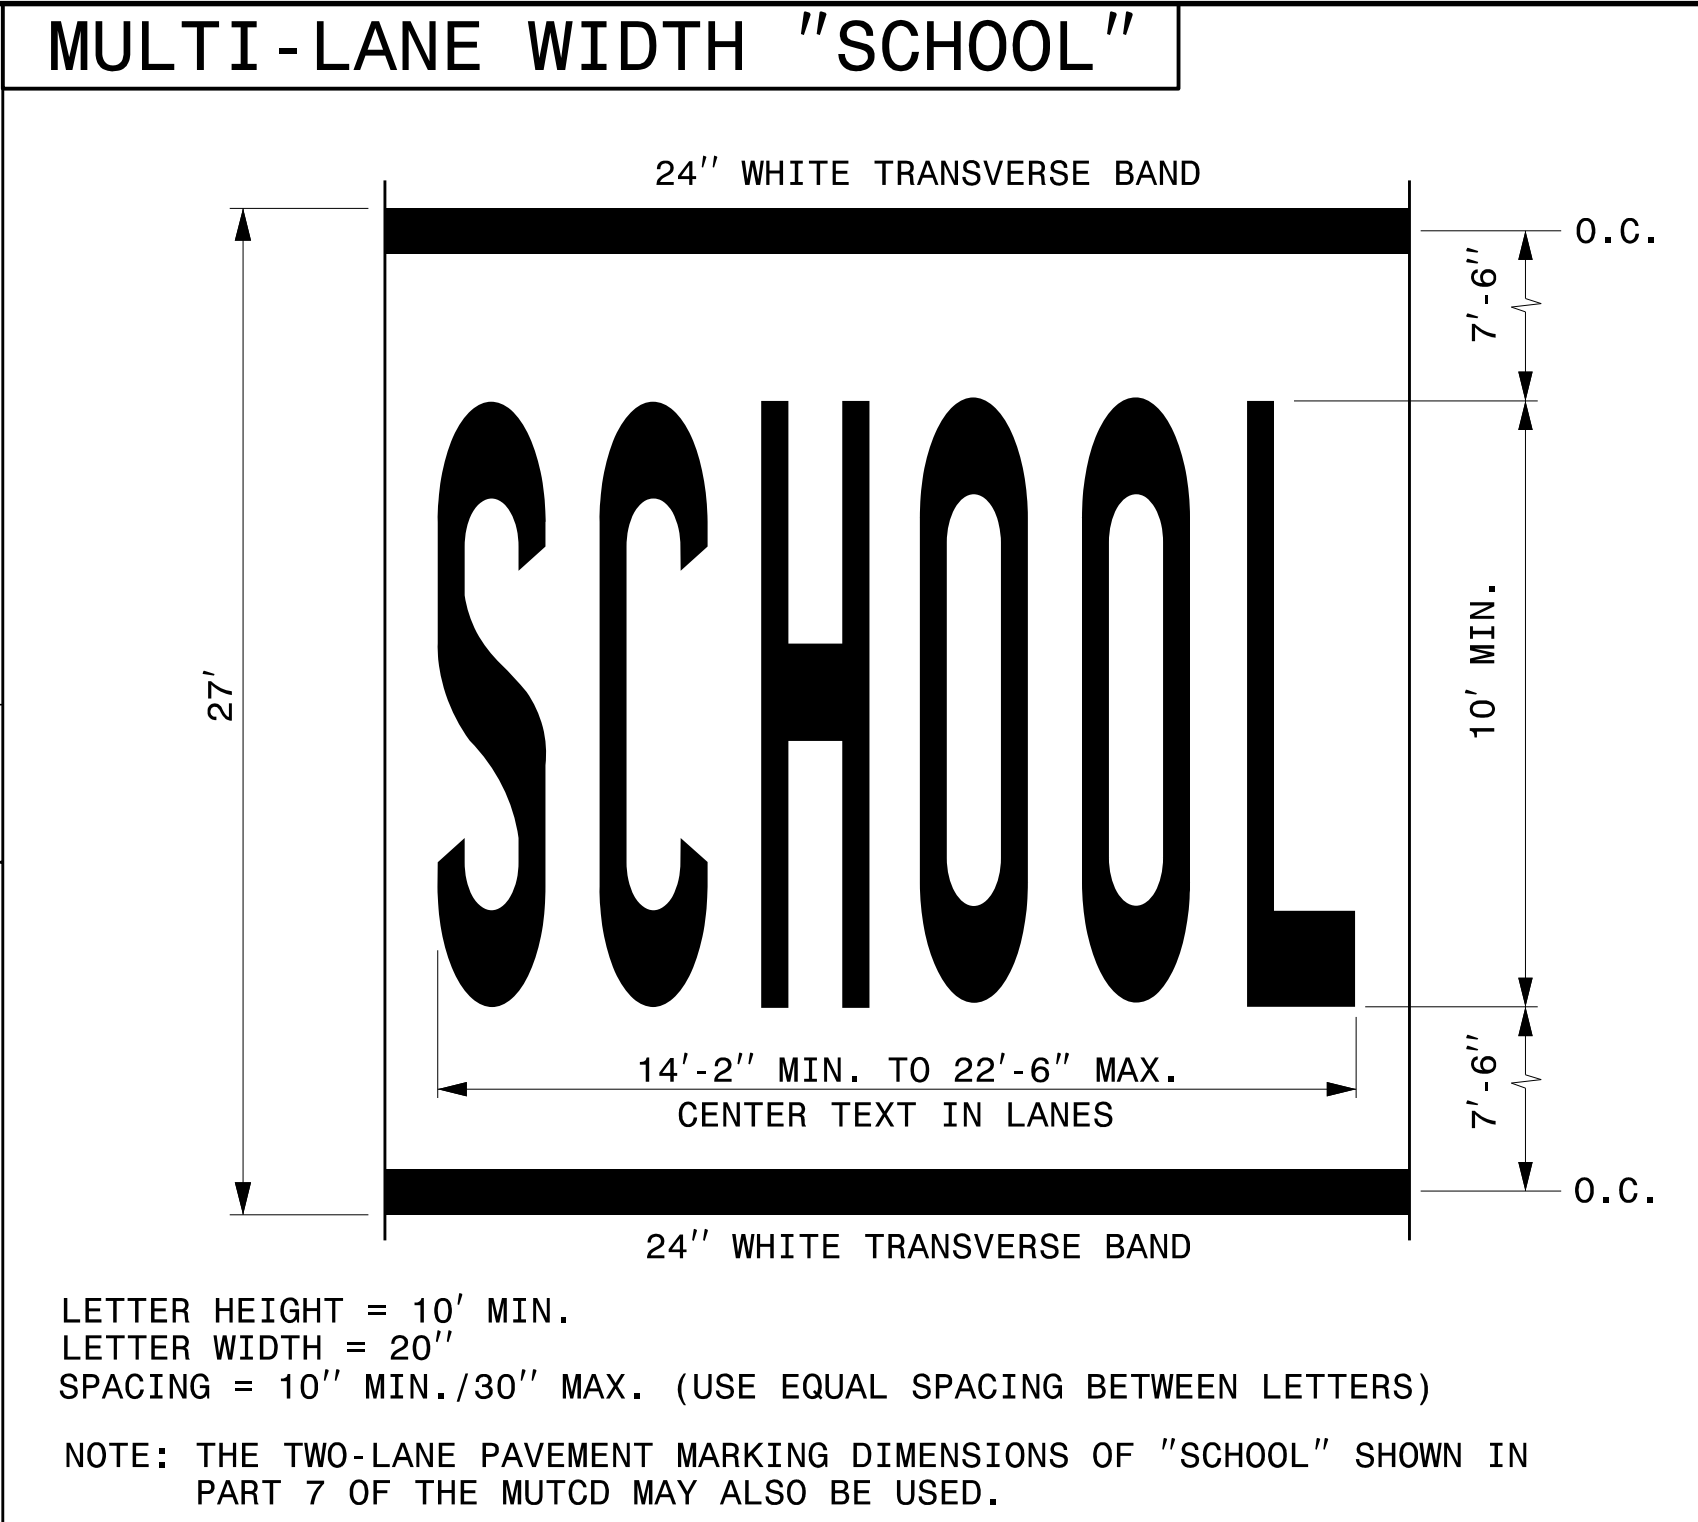 MULTI-LANE WIDTH "SCHOOL"
24" WHITE TRANSVERSE BAND
O.C.
7'-6"
SCHOOL
27'
10' MIN.
14'-2" MIN. TO 22'-6" MAX.
CENTER TEXT IN LANES
7'-6"
O.C.
24" WHITE TRANSVERSE BAND
LETTER HEIGHT = 10' MIN.
LETTER WIDTH = 20"
SPACING = 10" MIN./30" MAX. (USE EQUAL SPACING BETWEEN LETTERS)
NOTE: THE TWO-LANE PAVEMENT MARKING DIMENSIONS OF "SCHOOL" SHOWN IN
PART 7 OF THE MUTCD MAY ALSO BE USED.